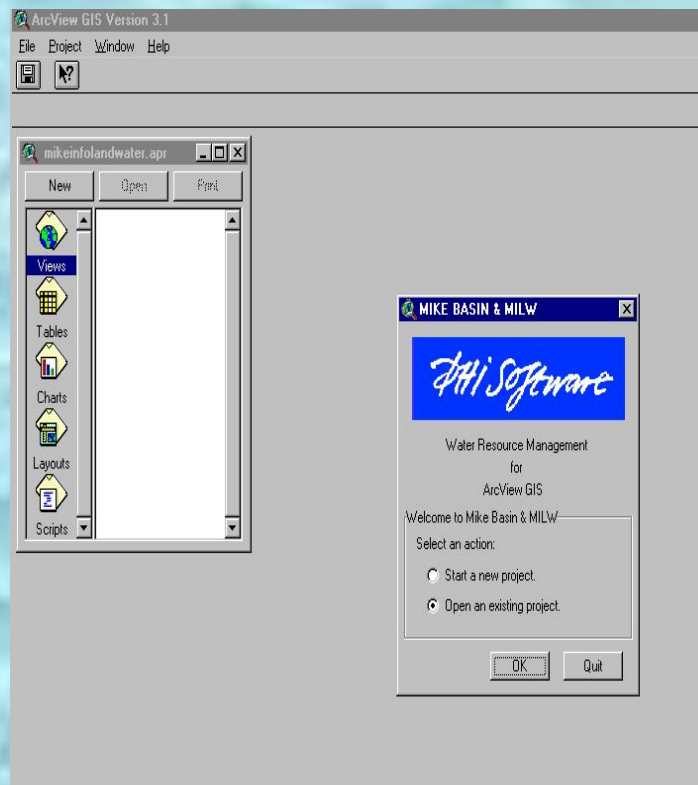 ArcView GIS Version 3.1
File Project Window Help
mikeinfolandwater.apr
New Open Print
Views
Tables
Charts
Layouts
Scripts
MIKE BASIN & MILW
DHI Software
Water Resource Management
for
ArcView GIS
Welcome to Mike Basin & MILW
Select an action:
Start a new project.
Open an existing project.
OK Quit